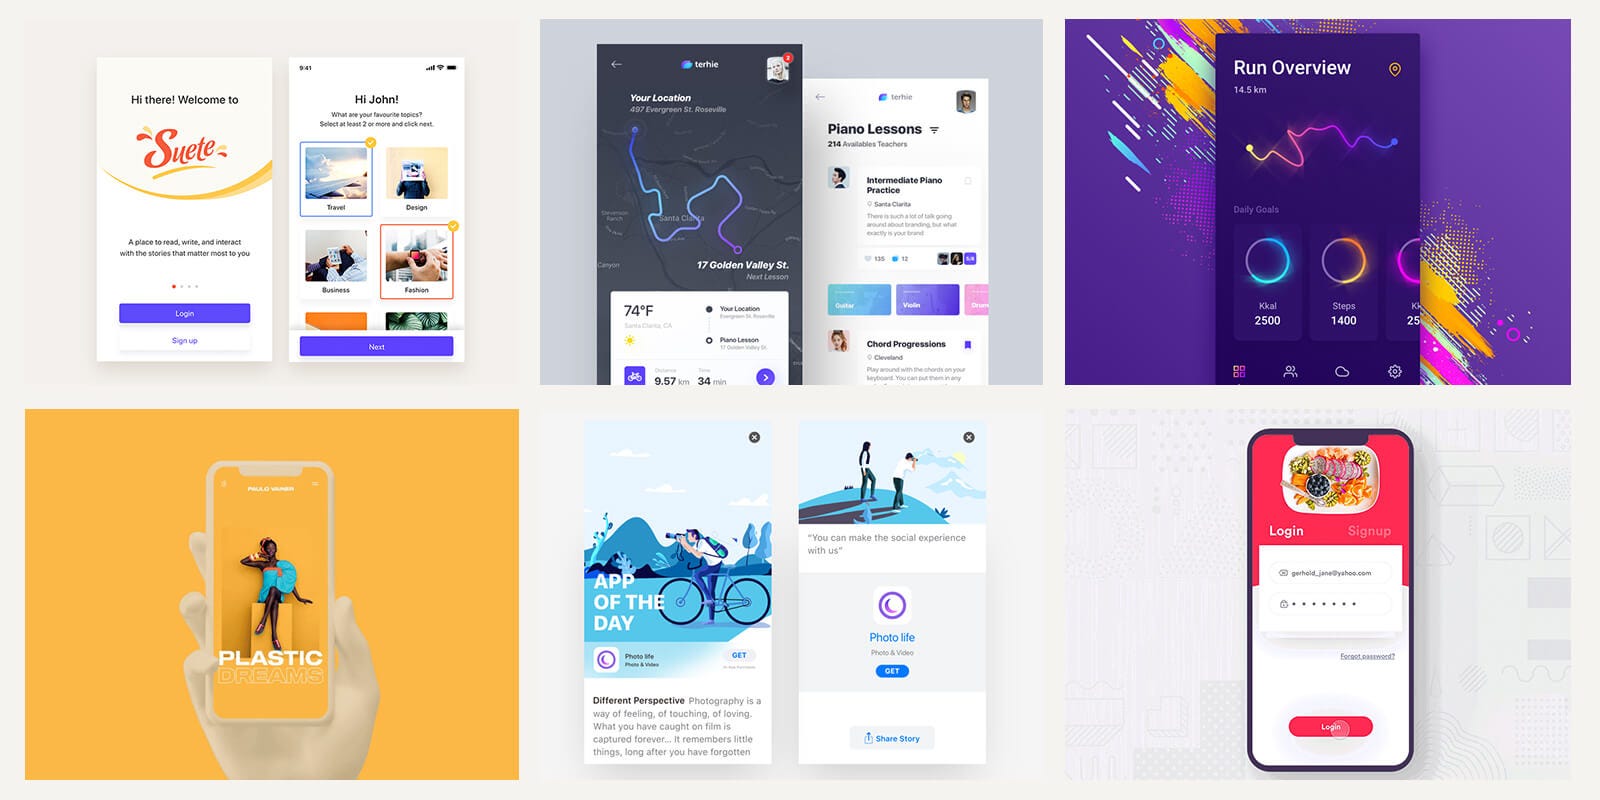 Hi there! Welcome to
Suete
A place to read, write, and interact
with the stories that matter most to you
Login
Sign up
9:41
Hi John!
What are your favourite topics?
Select at least 2 or more and click next.
Travel
Design
Business
Fashion
Next
terhie
2
Your Location
497 Evergreen St. Roseville
Stevenson
Ranch
Santa Clarita
Canyon
17 Golden Valley St.
Next Lesson
74°F
Santa Clarita, CA
Your Location
Evergreen St. Roseville
Piano Lesson
17 Golden Valley St.
Distance
9.57 km
Time
34 min
terhie
Piano Lessons
214 Availables Teachers
Intermediate Piano
Practice
Santa Clarita
There is such a lot of talk going
around about branding, but what
exactly is your brand
135
12
5/8
Guitar
Violin
Drum
Chord Progressions
Cleveland
Play around with the chords on your
keyboard. You can put them in any
Run Overview
14.5 km
Daily Goals
Kkal
2500
Steps
1400
Kk
25
PAULO VAINER
PLASTIC
DREAMS
APP
OF THE
DAY
Photo life
Photo & Video
GET
Different Perspective Photography is a
way of feeling, of touching, of loving.
What you have caught on film is
captured forever... It remembers little
things, long after you have forgotten
“You can make the social experience
with us”
Photo life
Photo & Video
GET
Share Story
Login
Signup
gerhold_jane@yahoo.com
Forgot password?
Login